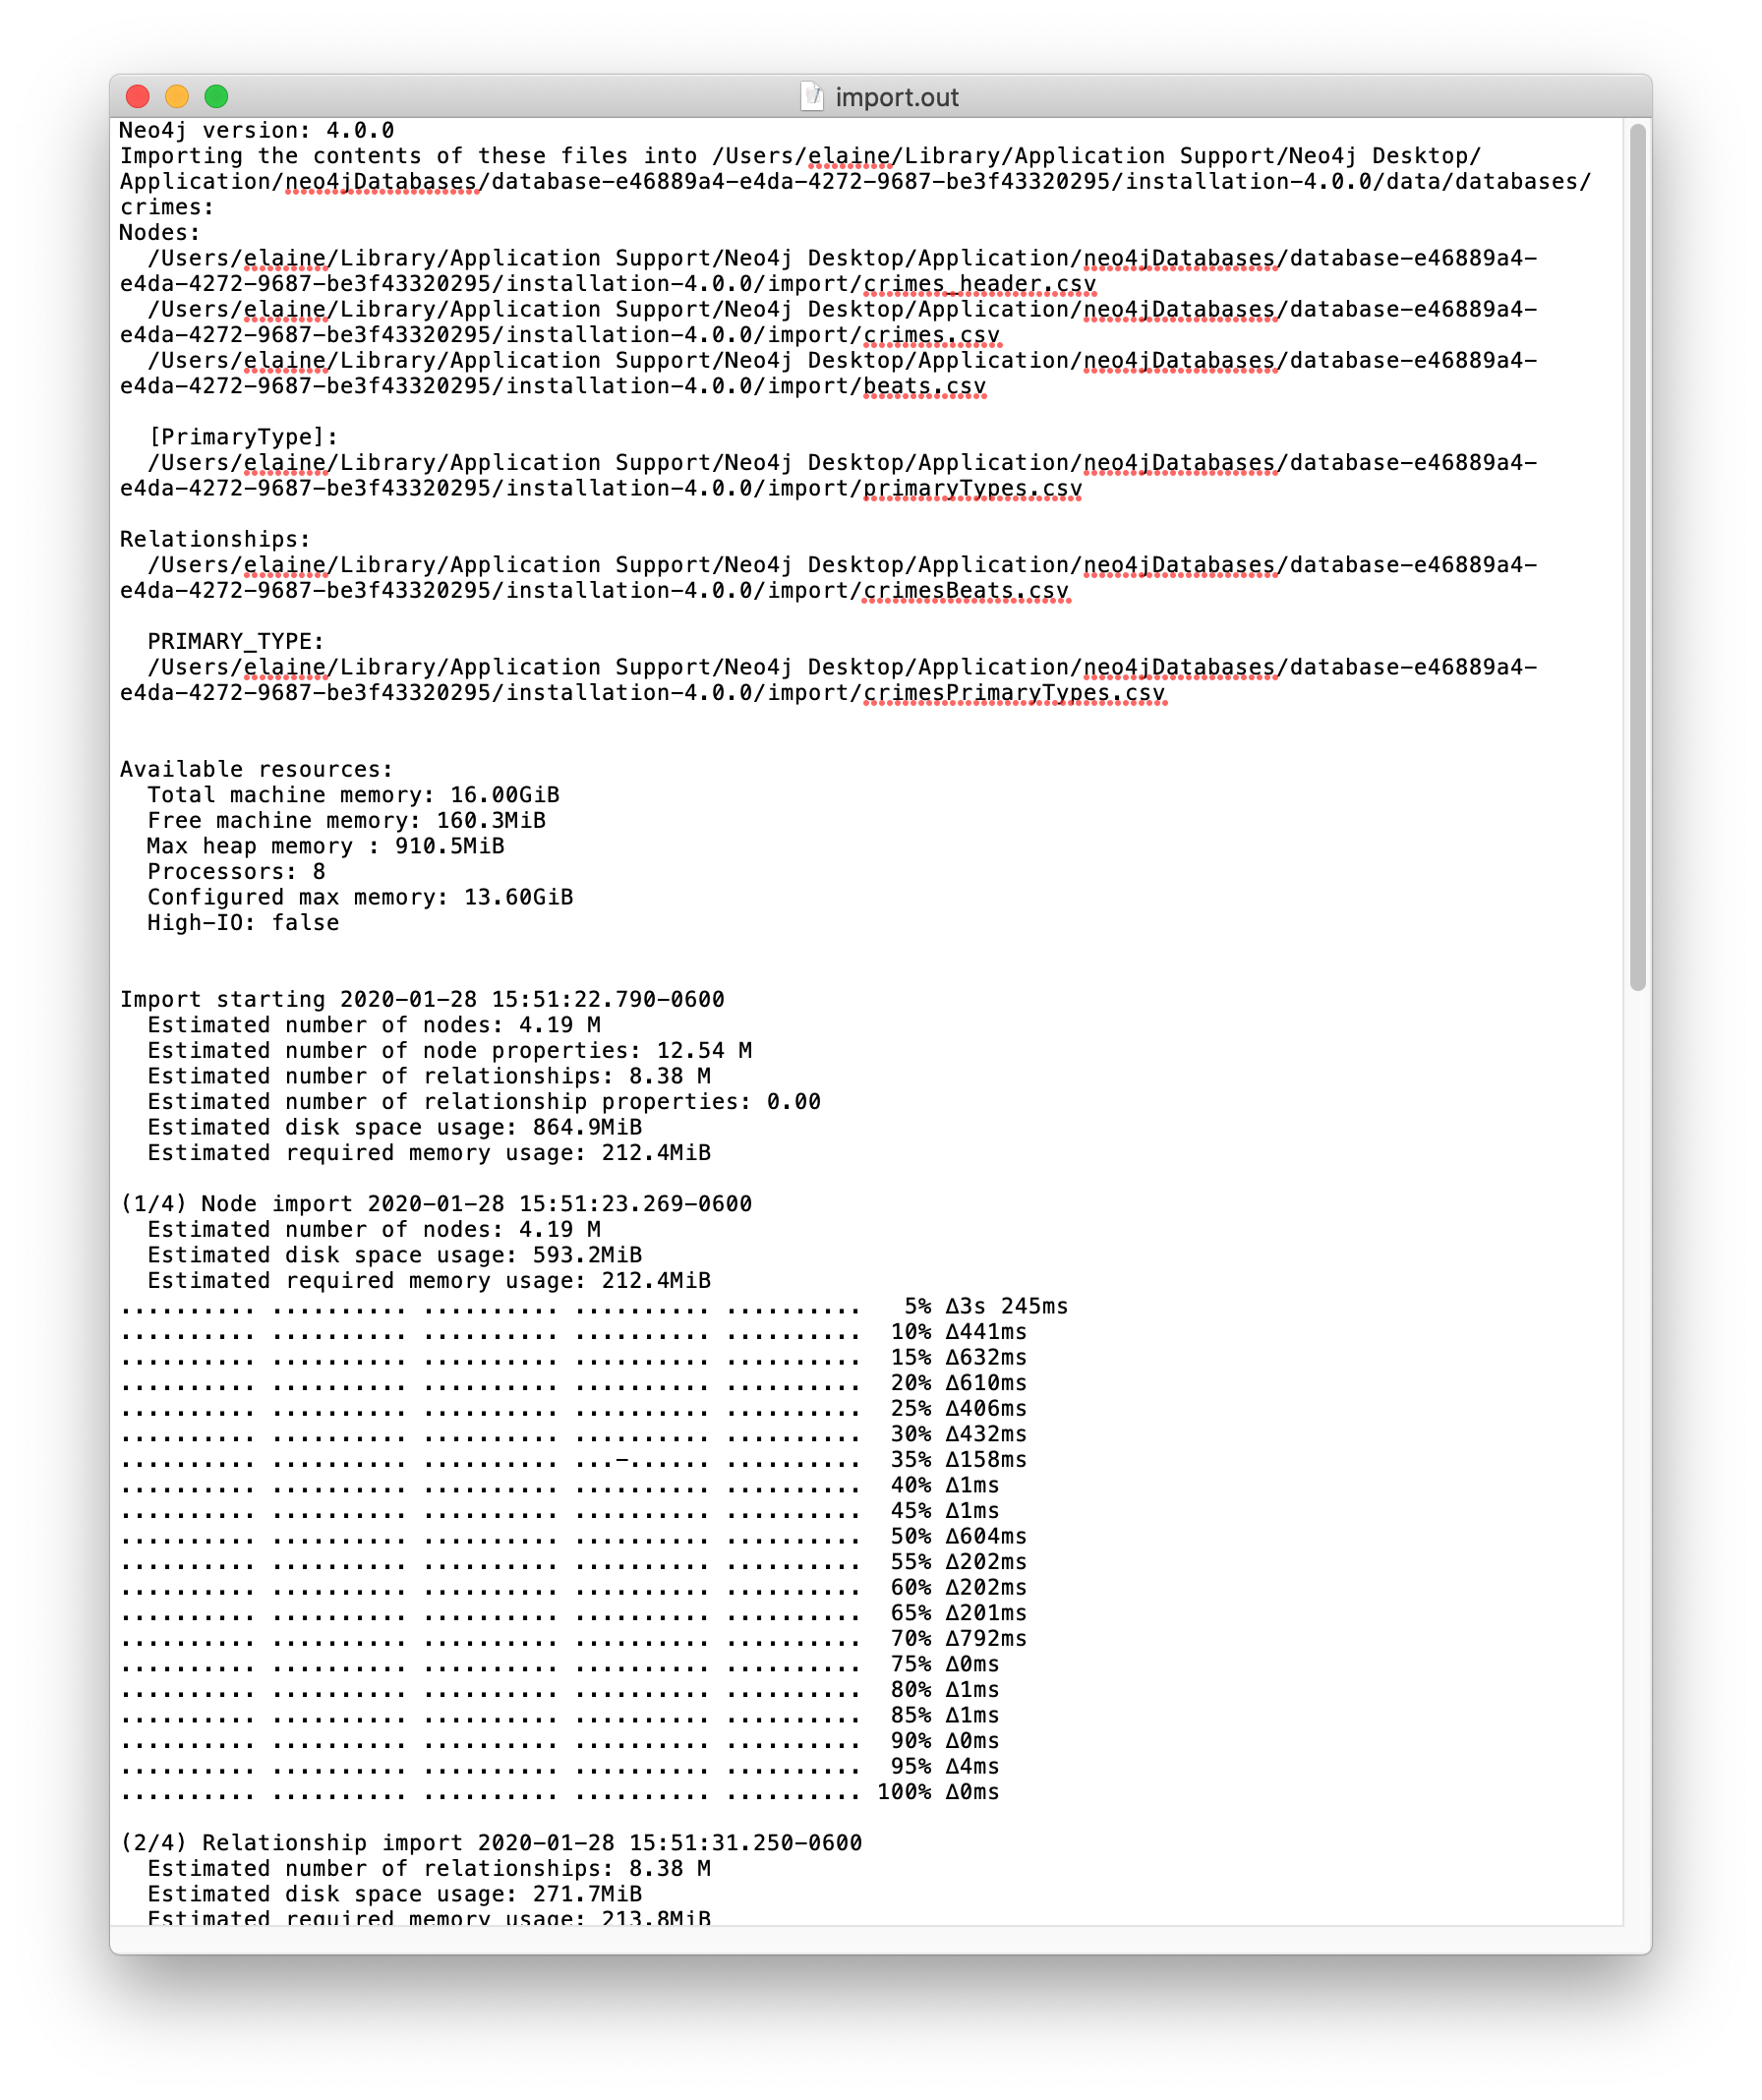 import.out
Neo4j version: 4.0.0
Importing the contents of these files into /Users/elaine/Library/Application Support/Neo4j Desktop/
Application/neo4jDatabases/database-e46889a4-e4da-4272-9687-be3f43320295/installation-4.0.0/data/databases/
crimes:
Nodes:
  /Users/elaine/Library/Application Support/Neo4j Desktop/Application/neo4jDatabases/database-e46889a4-
e4da-4272-9687-be3f43320295/installation-4.0.0/import/crimes_header.csv
  /Users/elaine/Library/Application Support/Neo4j Desktop/Application/neo4jDatabases/database-e46889a4-
e4da-4272-9687-be3f43320295/installation-4.0.0/import/crimes.csv
  /Users/elaine/Library/Application Support/Neo4j Desktop/Application/neo4jDatabases/database-e46889a4-
e4da-4272-9687-be3f43320295/installation-4.0.0/import/beats.csv

  [PrimaryType]:
  /Users/elaine/Library/Application Support/Neo4j Desktop/Application/neo4jDatabases/database-e46889a4-
e4da-4272-9687-be3f43320295/installation-4.0.0/import/primaryTypes.csv

Relationships:
  /Users/elaine/Library/Application Support/Neo4j Desktop/Application/neo4jDatabases/database-e46889a4-
e4da-4272-9687-be3f43320295/installation-4.0.0/import/crimesBeats.csv

  PRIMARY_TYPE:
  /Users/elaine/Library/Application Support/Neo4j Desktop/Application/neo4jDatabases/database-e46889a4-
e4da-4272-9687-be3f43320295/installation-4.0.0/import/crimesPrimaryTypes.csv

Available resources:
  Total machine memory: 16.00GiB
  Free machine memory: 160.3MiB
  Max heap memory : 910.5MiB
  Processors: 8
  Configured max memory: 13.60GiB
  High-IO: false

Import starting 2020-01-28 15:51:22.790-0600
  Estimated number of nodes: 4.19 M
  Estimated number of node properties: 12.54 M
  Estimated number of relationships: 8.38 M
  Estimated number of relationship properties: 0.00
  Estimated disk space usage: 864.9MiB
  Estimated required memory usage: 212.4MiB

(1/4) Node import 2020-01-28 15:51:23.269-0600
  Estimated number of nodes: 4.19 M
  Estimated disk space usage: 593.2MiB
  Estimated required memory usage: 212.4MiB
.......... .......... .......... .......... ..........   5% ∆3s 245ms
.......... .......... .......... .......... ..........  10% ∆441ms
.......... .......... .......... .......... ..........  15% ∆632ms
.......... .......... .......... .......... ..........  20% ∆610ms
.......... .......... .......... .......... ..........  25% ∆406ms
.......... .......... .......... .......... ..........  30% ∆432ms
.......... .......... .......... ...-...... ..........  35% ∆158ms
.......... .......... .......... .......... ..........  40% ∆1ms
.......... .......... .......... .......... ..........  45% ∆1ms
.......... .......... .......... .......... ..........  50% ∆604ms
.......... .......... .......... .......... ..........  55% ∆202ms
.......... .......... .......... .......... ..........  60% ∆202ms
.......... .......... .......... .......... ..........  65% ∆201ms
.......... .......... .......... .......... ..........  70% ∆792ms
.......... .......... .......... .......... ..........  75% ∆0ms
.......... .......... .......... .......... ..........  80% ∆1ms
.......... .......... .......... .......... ..........  85% ∆1ms
.......... .......... .......... .......... ..........  90% ∆0ms
.......... .......... .......... .......... ..........  95% ∆4ms
.......... .......... .......... .......... .......... 100% ∆0ms

(2/4) Relationship import 2020-01-28 15:51:31.250-0600
  Estimated number of relationships: 8.38 M
  Estimated disk space usage: 271.7MiB
  Estimated required memory usage: 213.8MiB